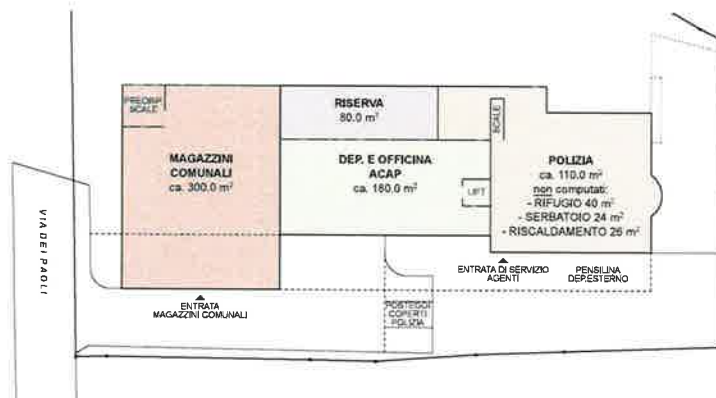 PREDISP.
SCALE
RISERVA
80.0 m²
SCALE
MAGAZZINI
COMUNALI
ca. 300.0 m²
DEP. E OFFICINA
ACAP
ca. 180.0 m²
LIFT
POLIZIA
ca. 110.0 m²
non computati:
- RIFUGIO 40 m²
- SERBATOIO 24 m²
- RISCALDAMENTO 26 m²
VIA DEI PAOLI
ENTRATA
MAGAZZINI COMUNALI
POSTEGGI
COPERTI
POLIZIA
ENTRATA DI SERVIZIO
AGENTI
PENSILINA
DEP.ESTERNO